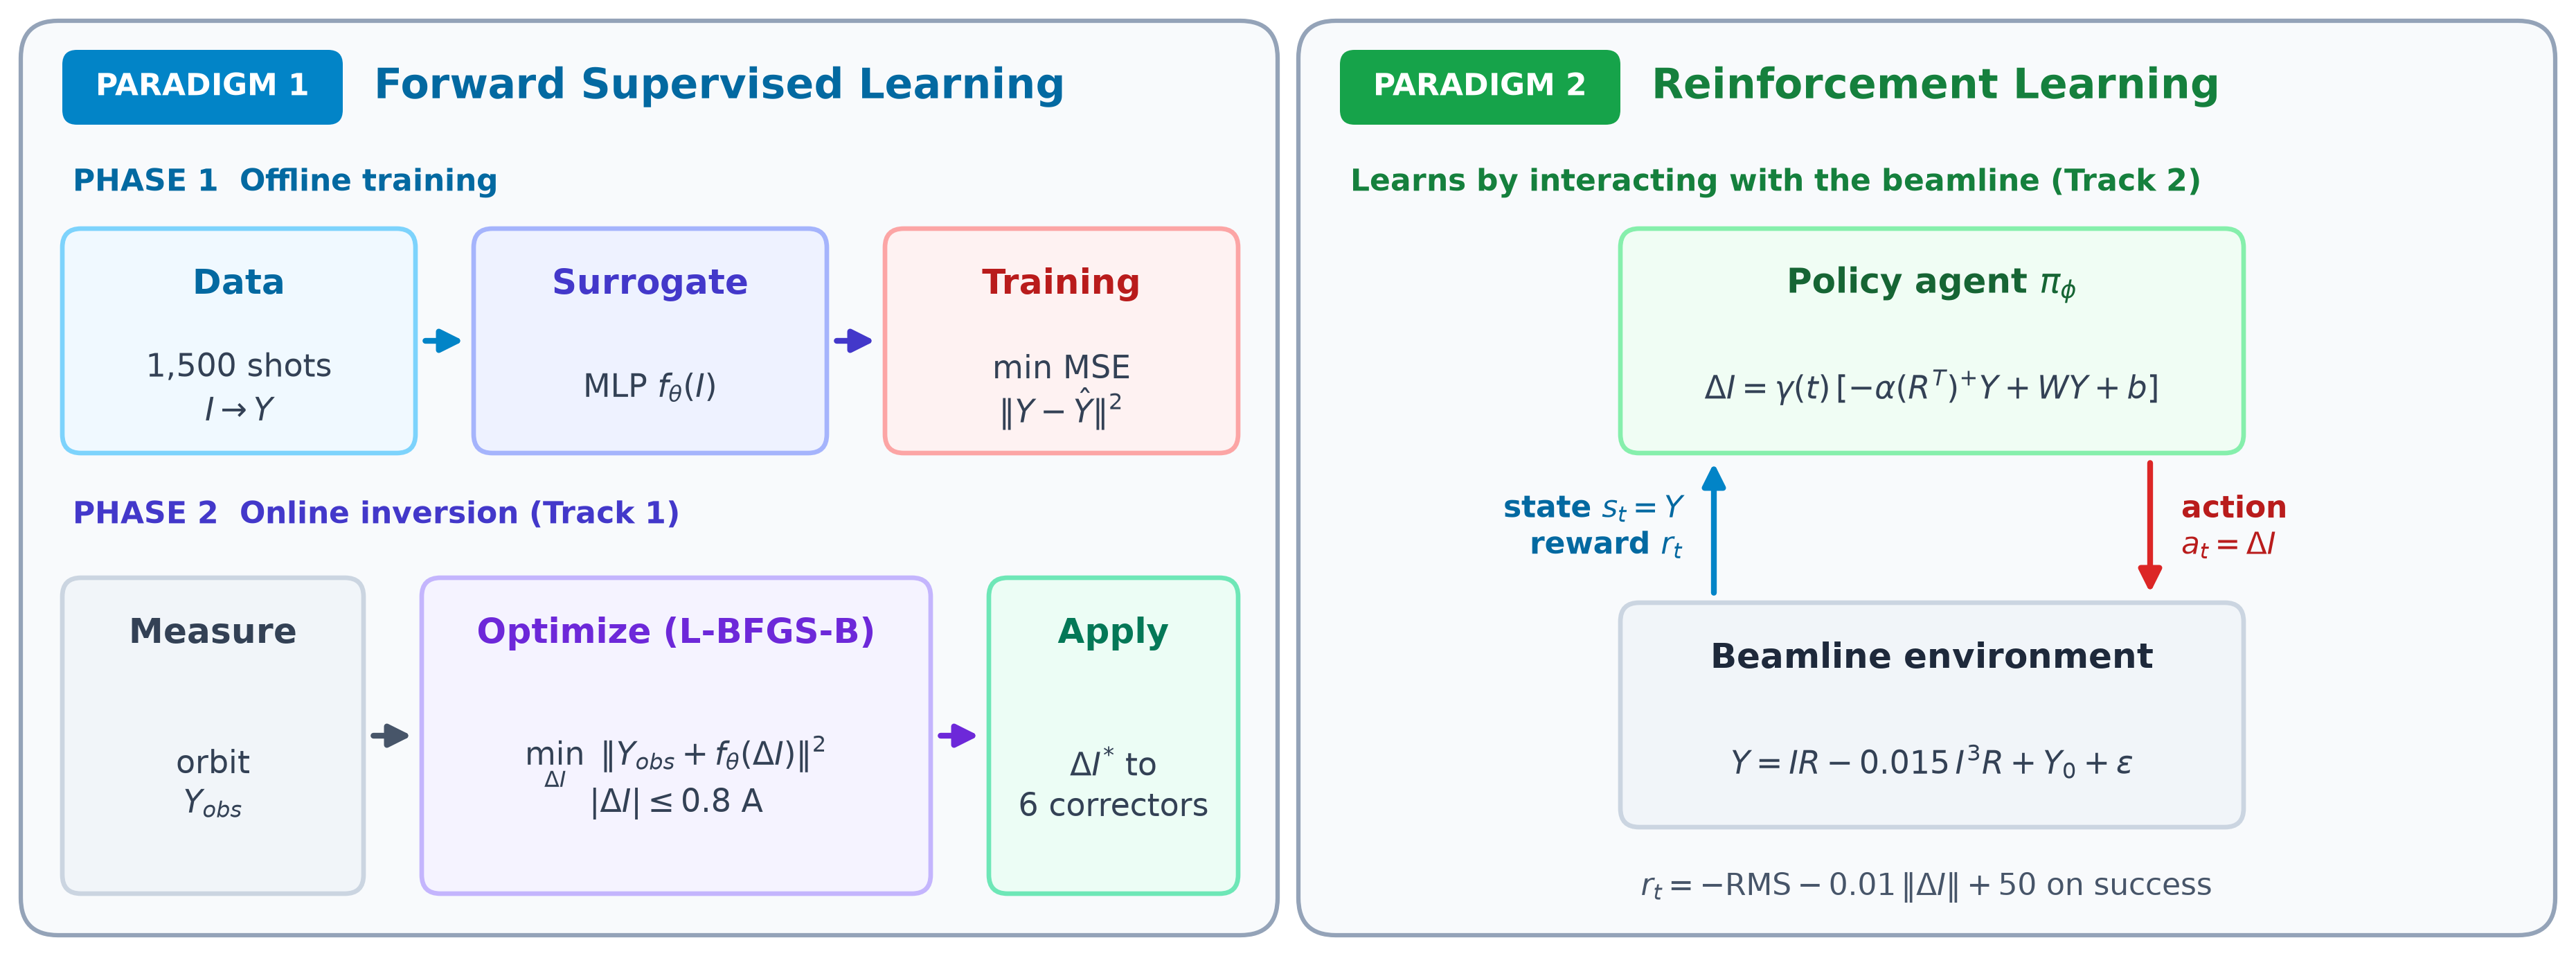 PARADIGM 1 Forward Supervised Learning
PHASE 1 Offline training
Data
1,500 shots
I → Y
Surrogate
MLP f_θ(I)
Training
min MSE
‖Y − Ŷ‖²
PHASE 2 Online inversion (Track 1)
Measure
orbit
Y_obs
Optimize (L-BFGS-B)
min_ΔI ‖Y_obs + f_θ(ΔI)‖²
|ΔI| ≤ 0.8 A
Apply
ΔI* to
6 correctors
PARADIGM 2 Reinforcement Learning
Learns by interacting with the beamline (Track 2)
Policy agent π_ϕ
ΔI = γ(t) [−α(R^T)⁺Y + WY + b]
state s_t = Y
reward r_t
action
a_t = ΔI
Beamline environment
Y = IR − 0.015 I³R + Y₀ + ε
r_t = −RMS − 0.01 ‖ΔI‖ + 50 on success